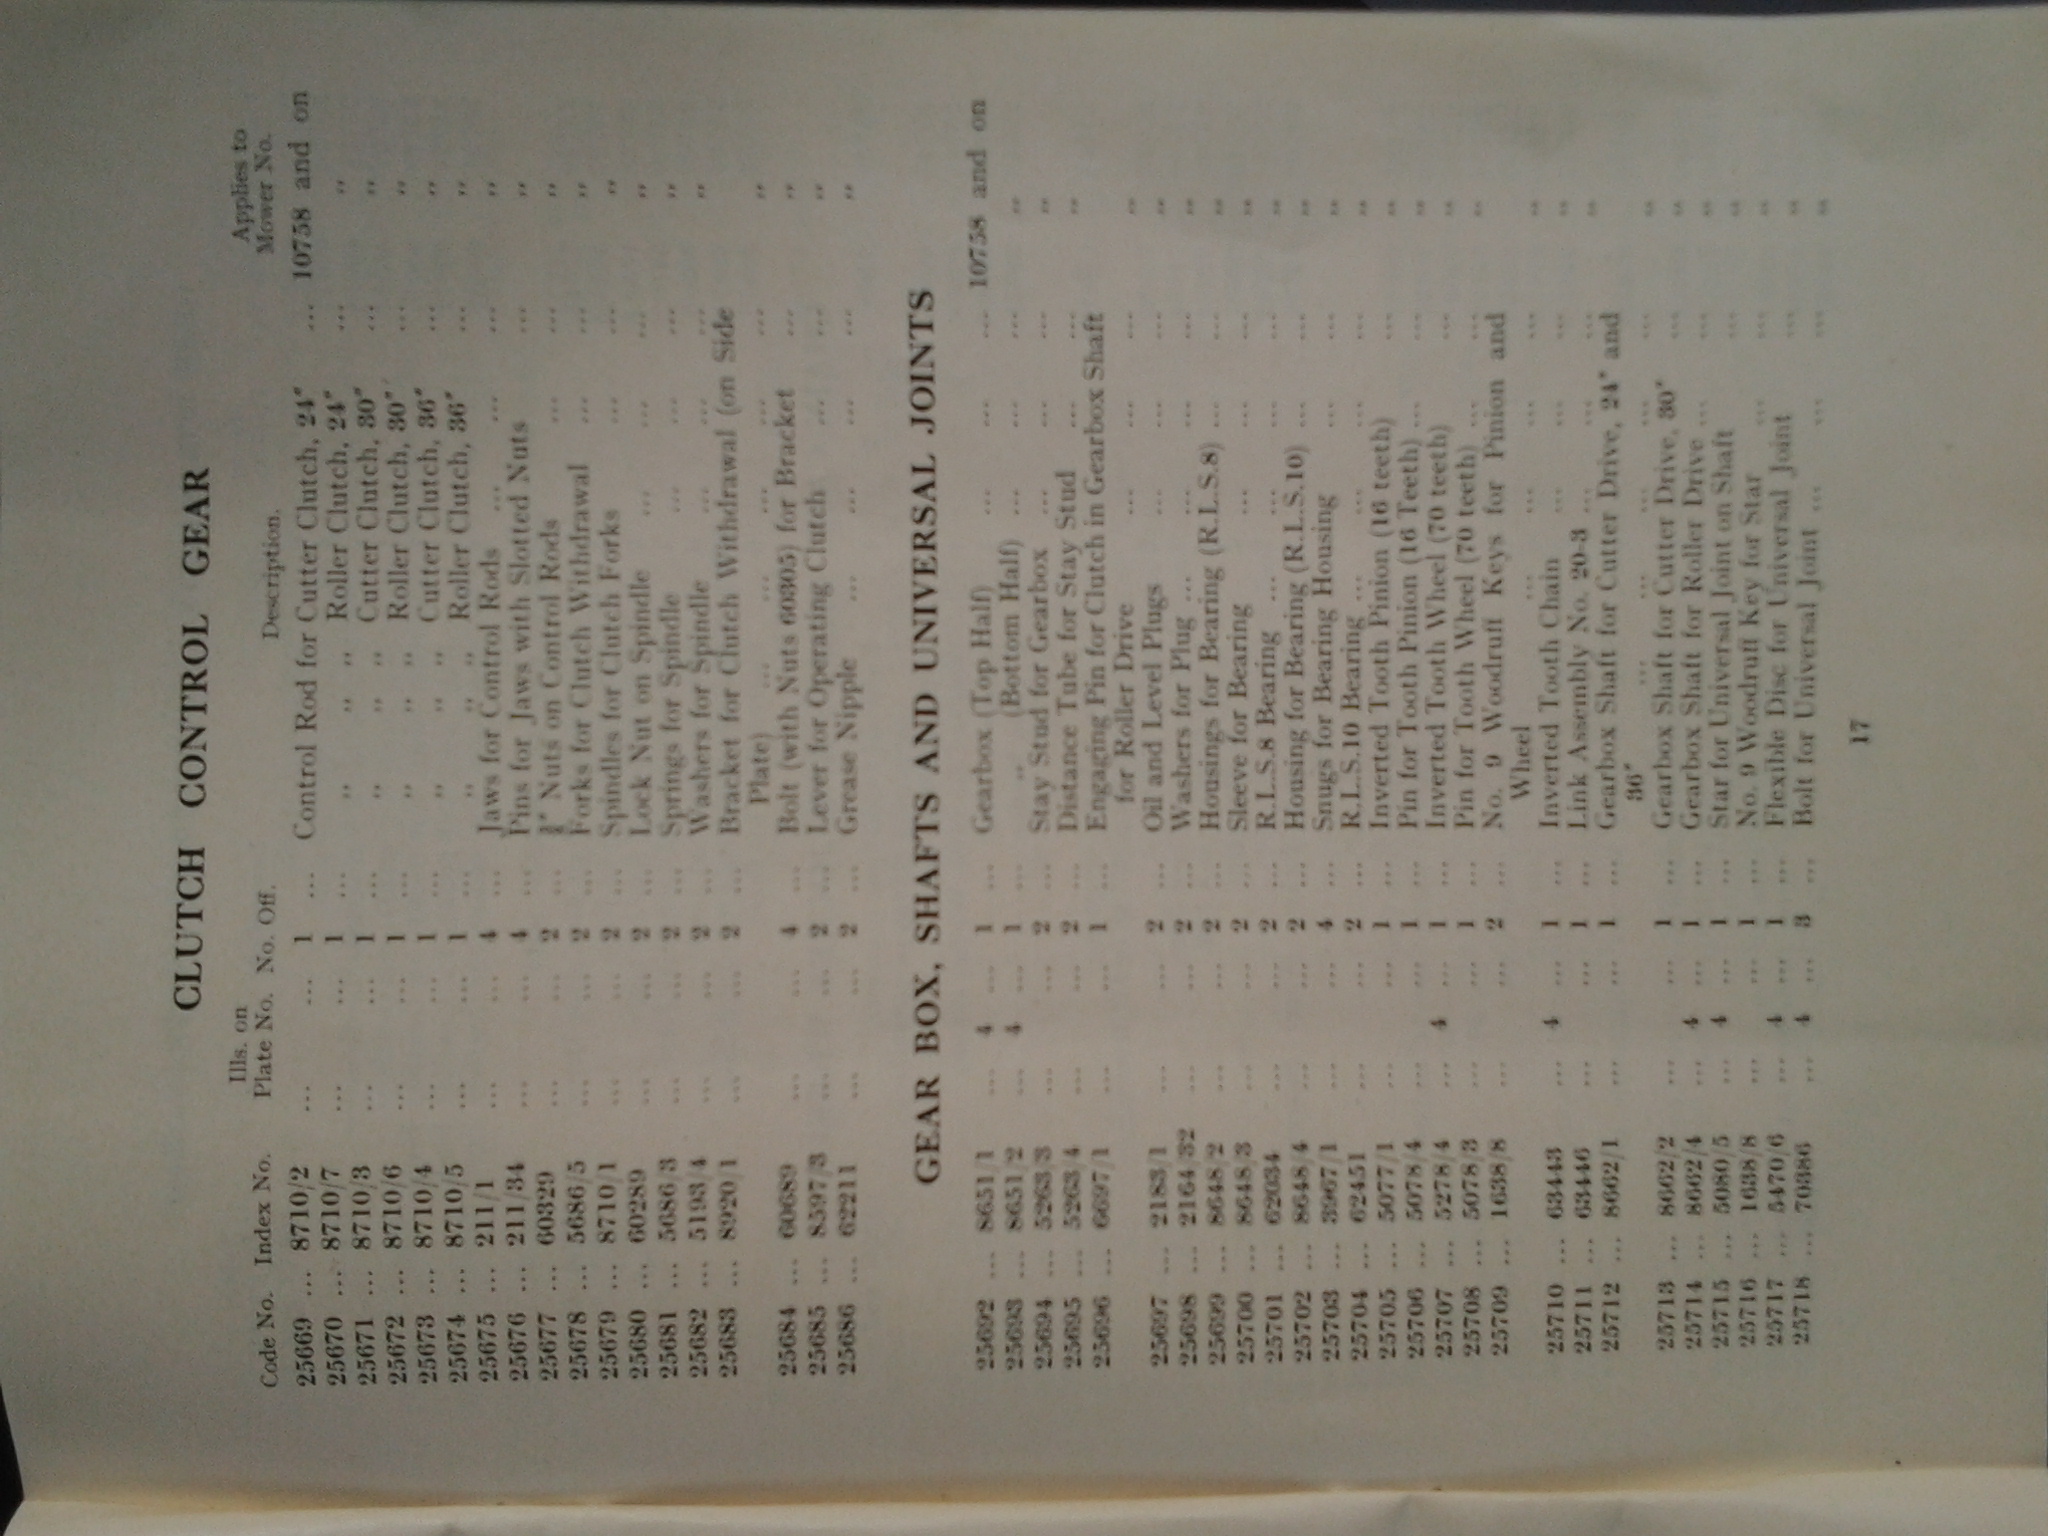 CLUTCH CONTROL GEAR
Ills. on Applies to
Code No. Index No. Plate No. No. Off. Description. Mower No.
25669 ... 8710/2 ... ... 1 ... Control Rod for Cutter Clutch, 24″ ... 10758 and on
25670 ... 8710/7 ... ... 1 ... ,, ,, ,, Roller Clutch, 24″ ... ,,
25671 ... 8710/3 ... ... 1 ... ,, ,, ,, Cutter Clutch, 30″ ... ,,
25672 ... 8710/6 ... ... 1 ... ,, ,, ,, Roller Clutch, 30″ ... ,,
25673 ... 8710/4 ... ... 1 ... ,, ,, ,, Cutter Clutch, 36″ ... ,,
25674 ... 8710/5 ... ... 1 ... ,, ,, ,, Roller Clutch, 36″ ... ,,
25675 ... 211/1 ... ... 4 ... Jaws for Control Rods ... ... ... ,,
25676 ... 211/34 ... ... 4 ... Pins for Jaws with Slotted Nuts ... ,,
25677 ... 60329 ... ... 2 ... Nuts on Control Rods ... ... ,,
25678 ... 5686/5 ... ... 2 ... Forks for Clutch Withdrawal ... ... ,,
25679 ... 8710/1 ... ... 2 ... Spindles for Clutch Forks ... ... ,,
25680 ... 60289 ... ... 2 ... Lock Nut on Spindle ... ... ... ,,
25681 ... 5686/3 ... ... 2 ... Springs for Spindle ... ... ... ,,
25682 ... 5193/4 ... ... 2 ... Washers for Spindle ... ... ... ,,
25683 ... 8920/1 ... ... 2 ... Bracket for Clutch Withdrawal (on Side
Plate) ... ... ... ... ... ,,
25684 ... 60689 ... ... 4 ... Bolt (with Nuts 60305) for Bracket ... ,,
25685 ... 8597/3 ... ... 2 ... Lever for Operating Clutch ... ... ,,
25686 ... 62211 ... ... 2 ... Grease Nipple ... ... ... ... ,,
GEAR BOX, SHAFTS AND UNIVERSAL JOINTS
25692 ... 8651/1 ... 4 ... 1 ... Gearbox (Top Half) ... ... ... 10758 and on
25693 ... 8651/2 ... 4 ... 1 ... ,, (Bottom Half) ... ... ... ,,
25694 ... 5263/3 ... ... 2 ... Stay Stud for Gearbox ... ... ... ,,
25695 ... 5263/4 ... ... 2 ... Distance Tube for Stay Stud ... ... ,,
25696 ... 6697/1 ... ... 1 ... Engaging Pin for Clutch in Gearbox Shaft
for Roller Drive ... ... ... ,,
25697 ... 2183/1 ... ... 2 ... Oil and Level Plugs ... ... ... ,,
25698 ... 2164/32 ... ... 2 ... Washers for Plug ... ... ... ... ,,
25699 ... 8648/2 ... ... 2 ... Housings for Bearing (R.L.S.8) ... ... ,,
25700 ... 8648/3 ... ... 2 ... Sleeve for Bearing ... ... ... ,,
25701 ... 62034 ... ... 2 ... R.L.S.8 Bearing ... ... ... ... ,,
25702 ... 8648/4 ... ... 2 ... Housing for Bearing (R.L.S.10) ... ... ,,
25703 ... 3967/1 ... ... 4 ... Snugs for Bearing Housing ... ... ,,
25704 ... 62451 ... ... 2 ... R.L.S.10 Bearing ... ... ... ... ,,
25705 ... 5077/1 ... ... 1 ... Inverted Tooth Pinion (16 teeth) ... ,,
25706 ... 5078/4 ... ... 1 ... Pin for Tooth Pinion (16 Teeth) ... ... ,,
25707 ... 5278/4 ... 4 ... 1 ... Inverted Tooth Wheel (70 teeth) ... ,,
25708 ... 5078/3 ... ... 1 ... Pin for Tooth Wheel (70 teeth) ... ... ,,
25709 ... 1638/8 ... ... 2 ... No. 9 Woodruff Keys for Pinion and
Wheel ... ... ... ... ,,
25710 ... 63443 ... 4 ... 1 ... Inverted Tooth Chain ... ... ... ,,
25711 ... 63446 ... ... 1 ... Link Assembly No. 20-3 ... ... ... ,,
25712 ... 8662/1 ... ... 1 ... Gearbox Shaft for Cutter Drive, 24″ and
36″ ... ... ... ... ... ,,
25713 ... 8662/2 ... ... 1 ... Gearbox Shaft for Cutter Drive, 30″ ... ,,
25714 ... 8662/4 ... 4 ... 1 ... Gearbox Shaft for Roller Drive ... ... ,,
25715 ... 5080/5 ... 4 ... 1 ... Star for Universal Joint on Shaft ... ,,
25716 ... 1638/8 ... ... 1 ... No. 9 Woodruff Key for Star ... ... ,,
25717 ... 5470/6 ... 4 ... 1 ... Flexible Disc for Universal Joint ... ,,
25718 ... 70386 ... 4 ... 3 ... Bolt for Universal Joint ... ... ... ,,
17